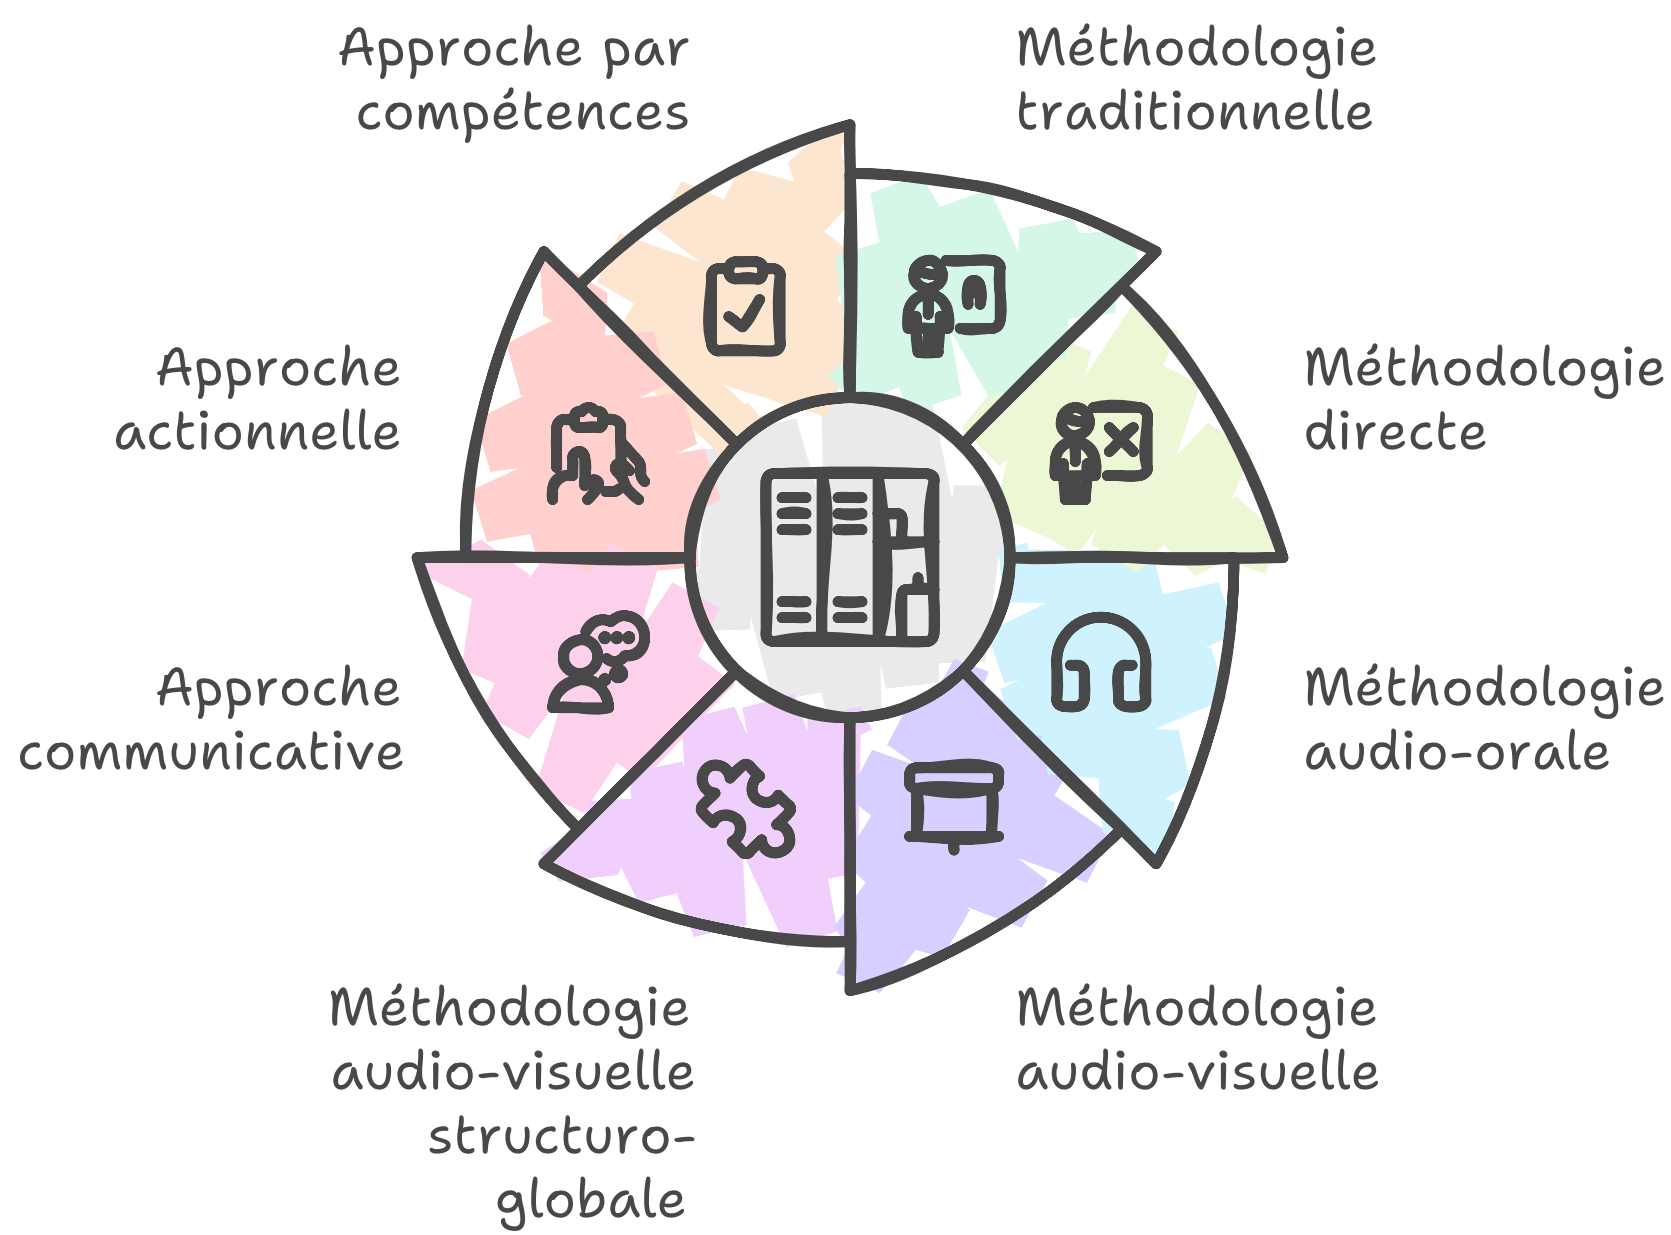 Approche par
compétences
Méthodologie
traditionnelle
Approche
actionnelle
Méthodologie
directe
Approche
communicative
Méthodologie
audio-orale
Méthodologie
audio-visuelle
structuro-
globale
Méthodologie
audio-visuelle